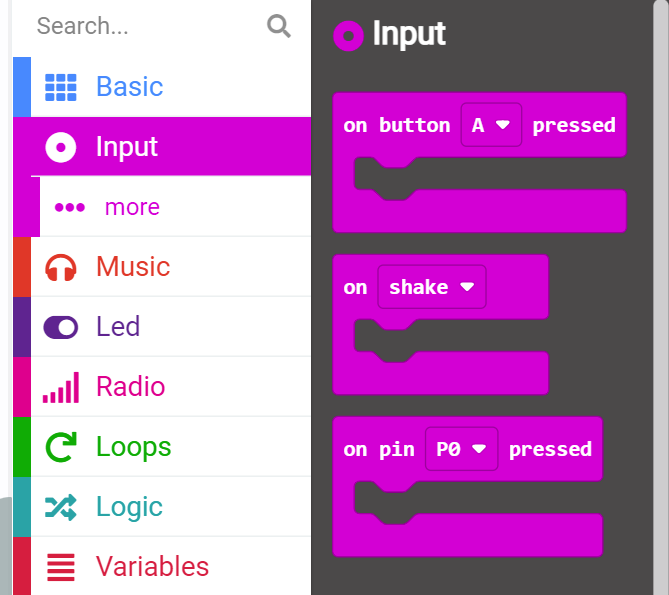 Search...
Basic
Input
more
Music
Led
Radio
Loops
Logic
Variables
Input
on button A pressed
on shake
on pin P0 pressed